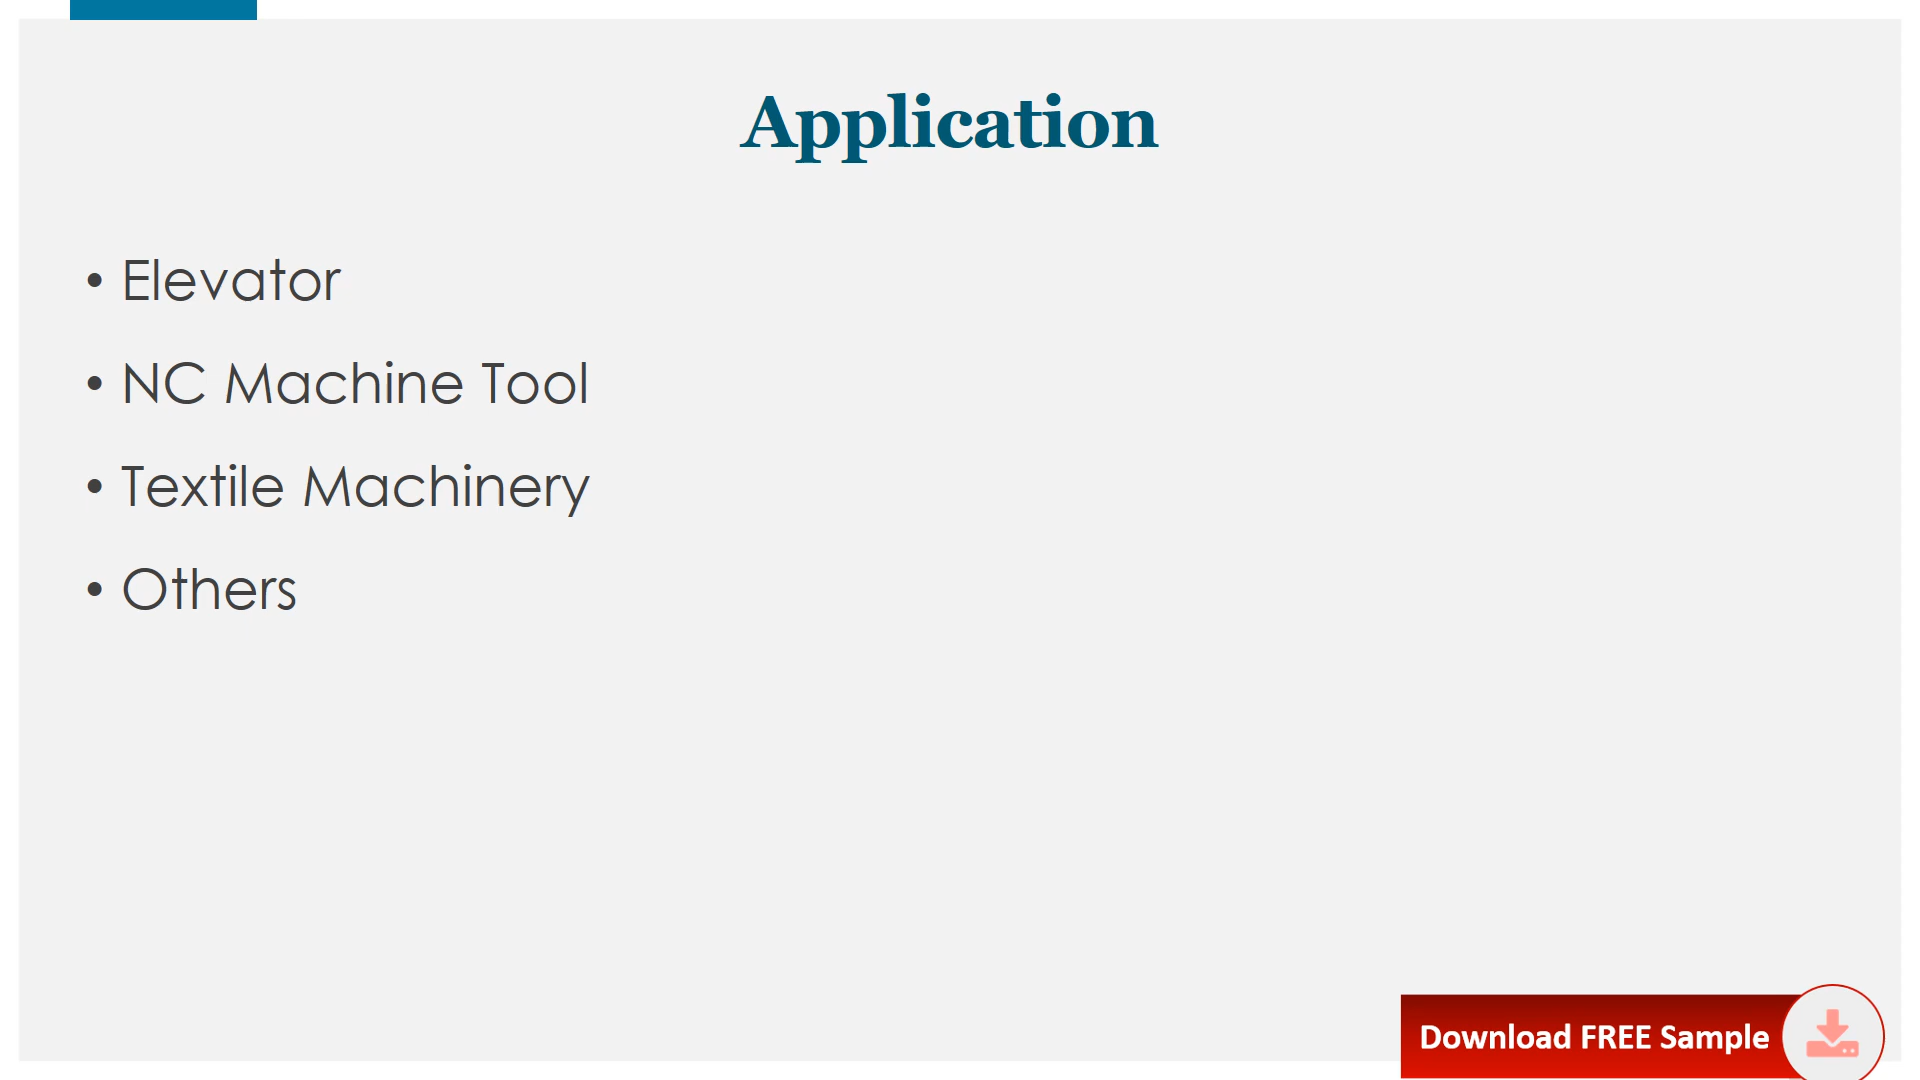 Application
• Elevator
• NC Machine Tool
• Textile Machinery
• Others
Download FREE Sample